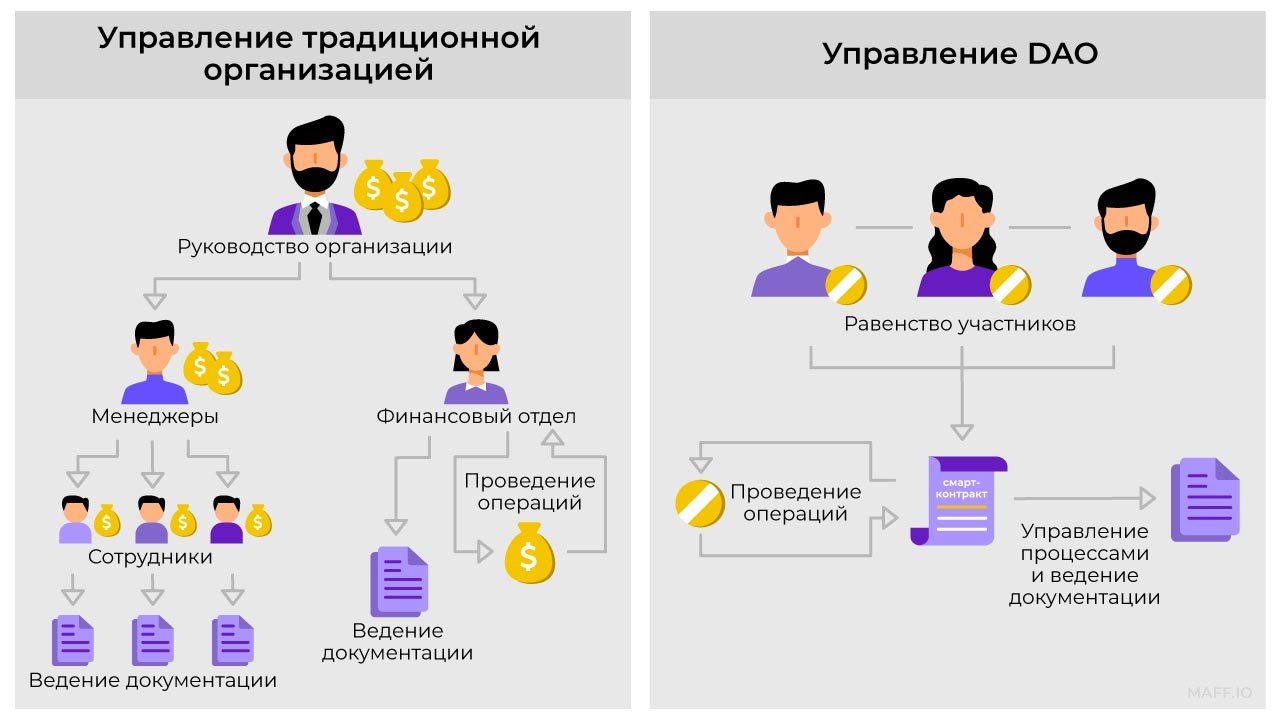 Управление традиционной
организацией
Руководство организации
Менеджеры
Финансовый отдел
Проведение
операций
Сотрудники
Ведение
документации
Ведение документации
Управление DAO
Равенство участников
смарт-
контракт
Проведение
операций
Управление
процессами
и ведение
документации
MAFF.IO